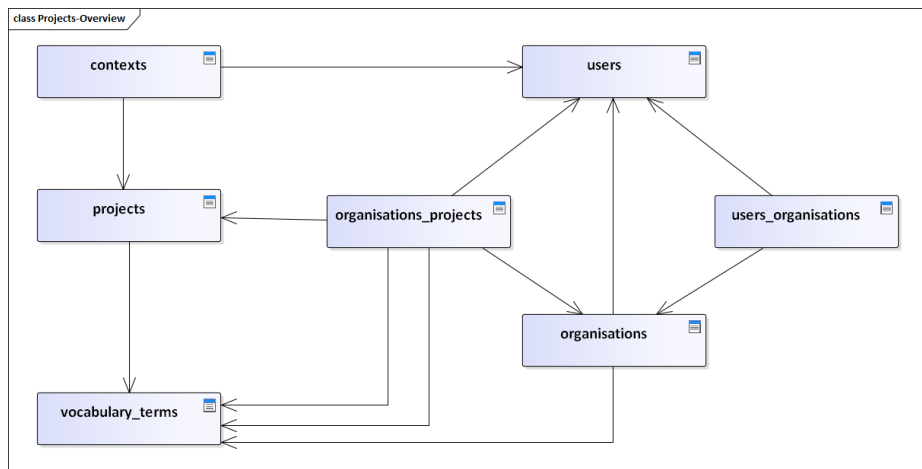 class Projects-Overview
contexts
users
projects
organisations_projects
users_organisations
organisations
vocabulary_terms